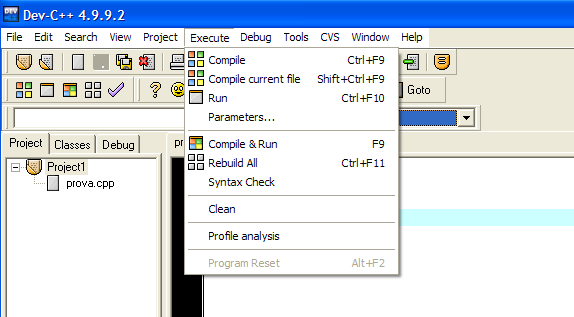 Dev-C++ 4.9.9.2
File Edit Search View Project Execute Debug Tools CVS Window Help
Compile Ctrl+F9
Compile current file Shift+Ctrl+F9
Run Ctrl+F10
Goto
Parameters...
Project Classes Debug
Compile & Run F9
Project1
Rebuild All Ctrl+F11
prova.cpp
Syntax Check
Clean
Profile analysis
Program Reset Alt+F2